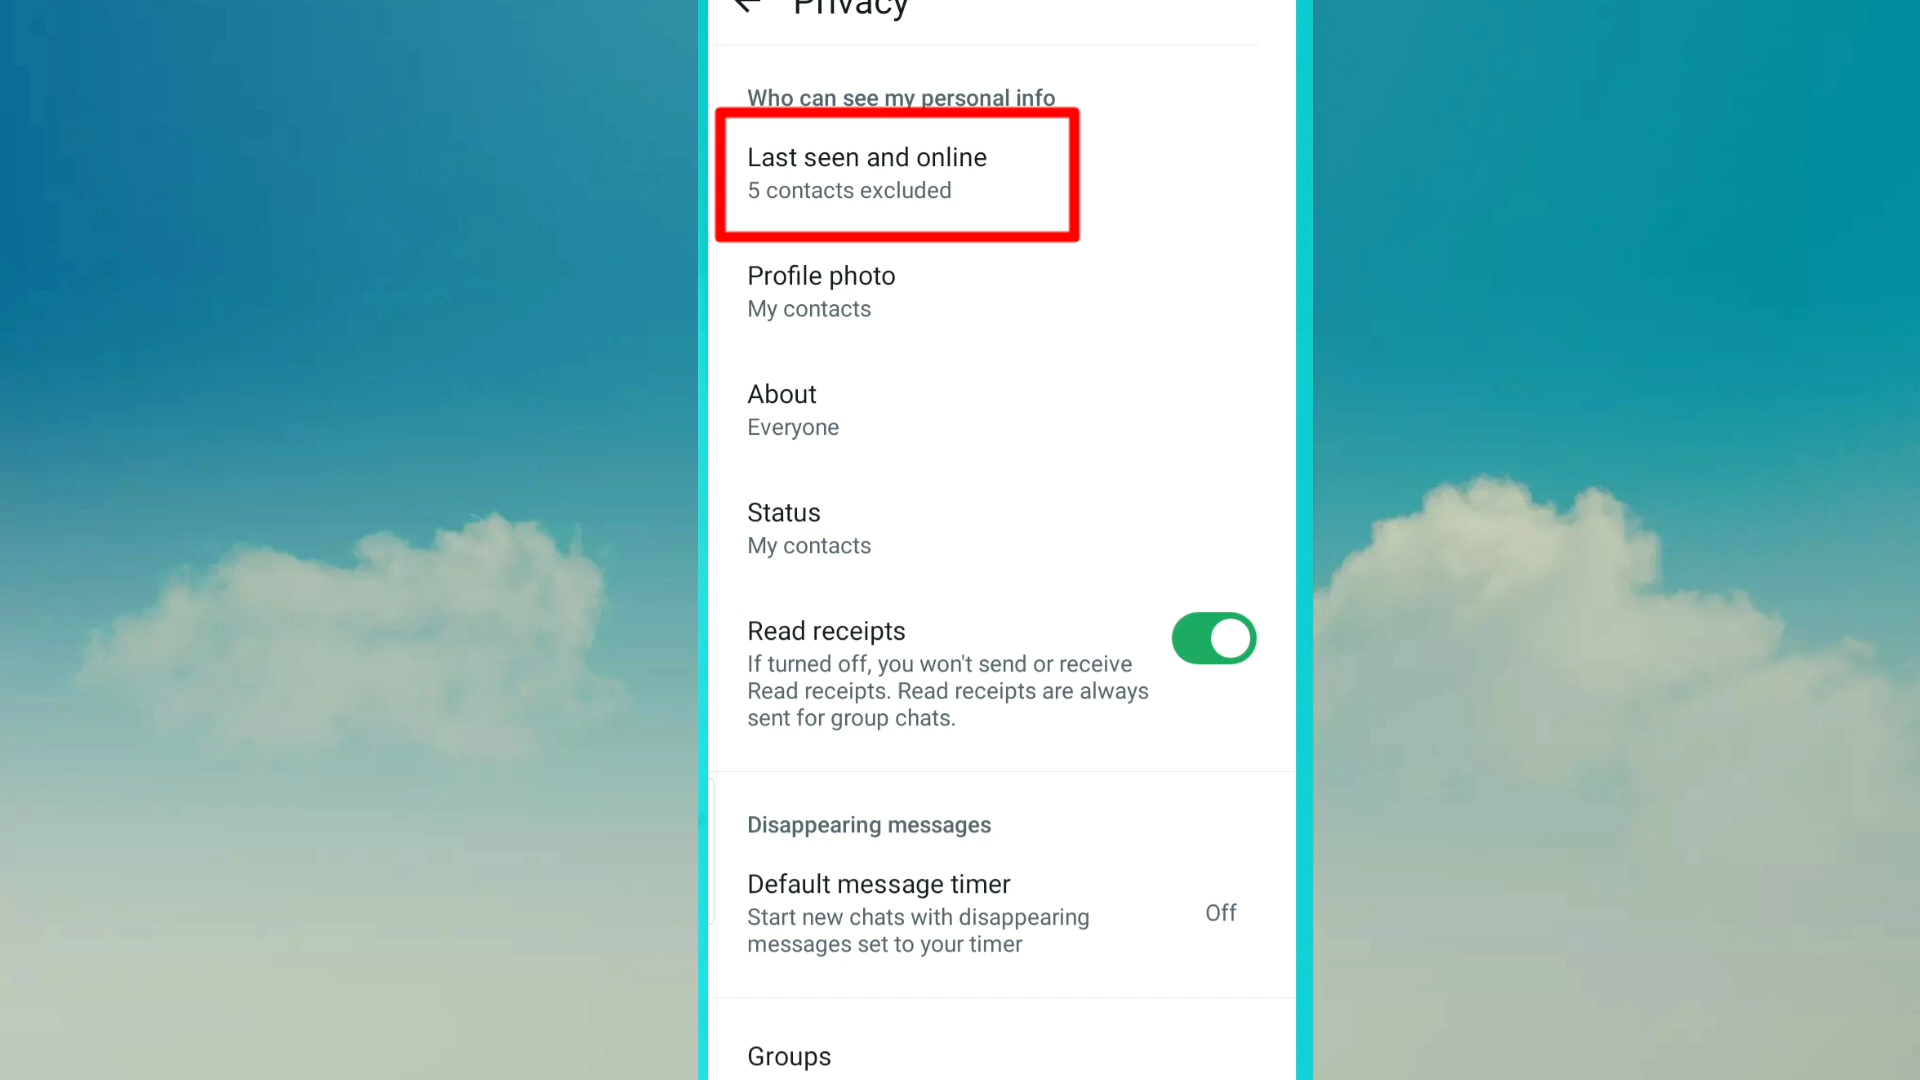 Privacy
Who can see my personal info
Last seen and online
5 contacts excluded
Profile photo
My contacts
About
Everyone
Status
My contacts
Read receipts
If turned off, you won't send or receive
Read receipts. Read receipts are always
sent for group chats.
Disappearing messages
Default message timer
Start new chats with disappearing
messages set to your timer
Off
Groups